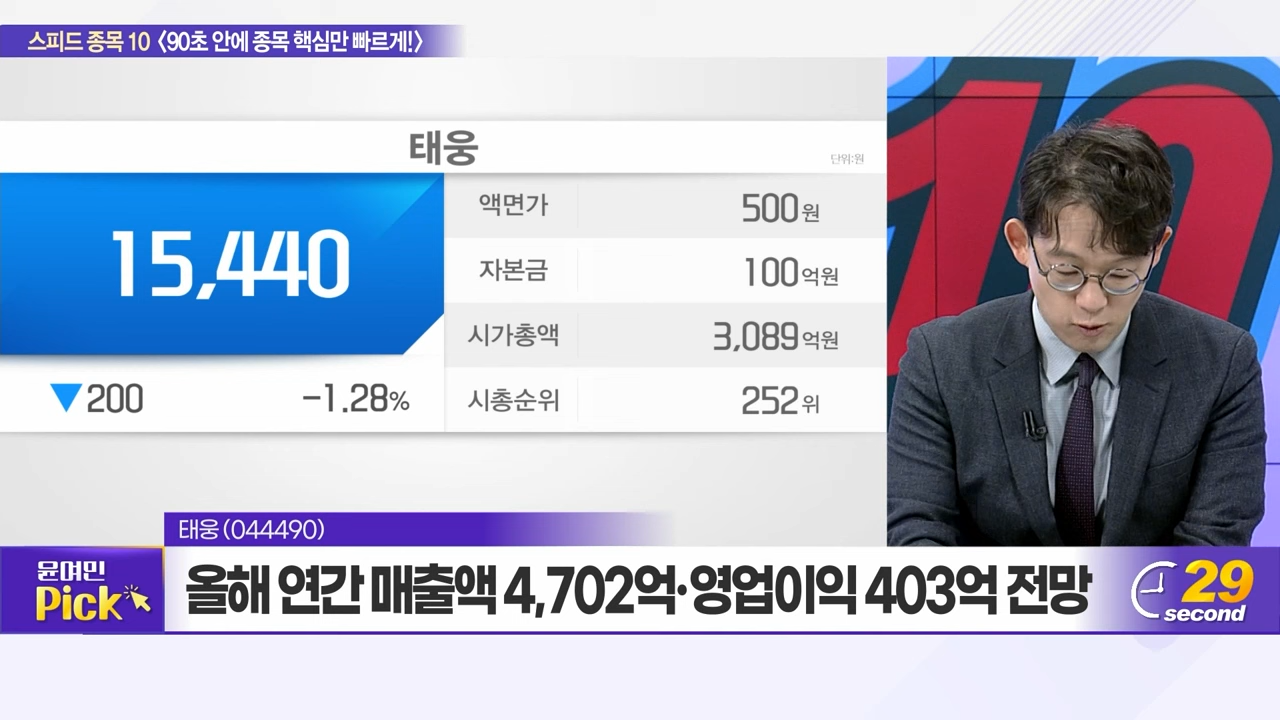 스피드 종목 10 〈90초 안에 종목 핵심만 빠르게!〉
10
태웅
단위:원
15,440
▼200 -1.28%
액면가 500원
자본금 100억원
시가총액 3,089억원
시총순위 252위
태웅(044490)
윤여민
Pick
올해 연간 매출액 4,702억·영업이익 403억 전망
29
second